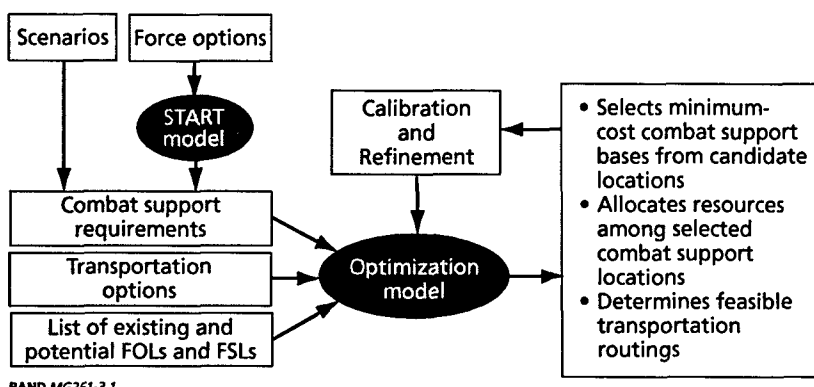 Scenarios
Force options
START
model
Combat support
requirements
Transportation
options
List of existing and
potential FOLs and FSLs
Calibration
and
Refinement
Optimization
model
• Selects minimum-
cost combat support
bases from candidate
locations
• Allocates resources
among selected
combat support
locations
• Determines feasible
transportation
routings
RAND MG261-3.1